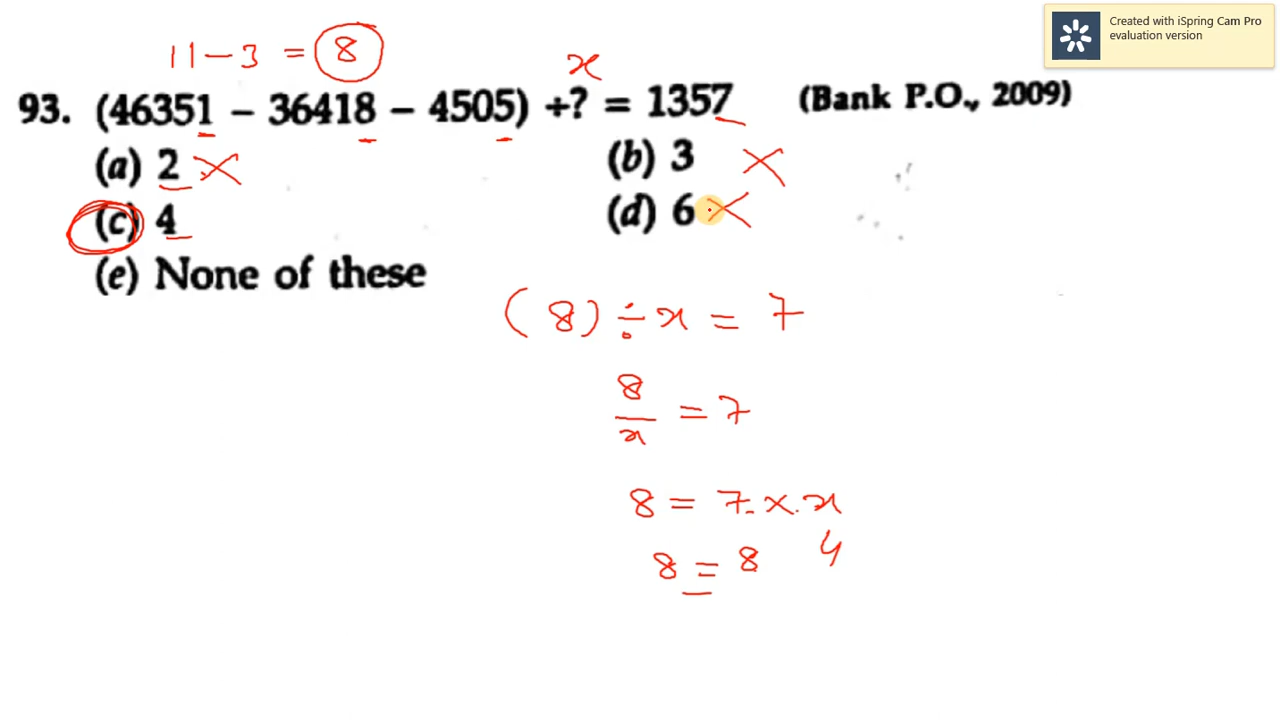 Created with iSpring Cam Pro
evaluation version
11 - 3 = 8
x
93. (46351 – 36418 – 4505) ÷? = 1357 (Bank P.O., 2009)
(a) 2 (b) 3
(c) 4 (d) 6
(e) None of these
(8) ÷ x = 7
8/x = 7
8 = 7 × x
8 = 8 4